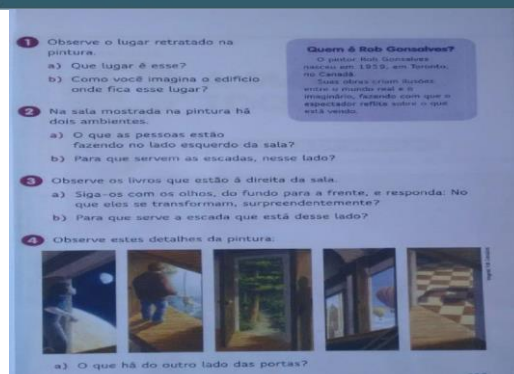 1 Observe o lugar retratado na
pintura.
a) Que lugar é esse?
b) Como você imagina o edifício
onde fica esse lugar?
Quem é Rob Gonsalves?
O pintor Rob Gonsalves
nasceu em 1959, em Toronto,
no Canadá.
Suas obras criam ilusões
entre o mundo real e o
imaginário, fazendo com que o
espectador reflita sobre o que
está vendo.
2 Na sala mostrada na pintura há
dois ambientes.
a) O que as pessoas estão
fazendo no lado esquerdo da sala?
b) Para que servem as escadas, nesse lado?
3 Observe os livros que estão à direita da sala.
a) Siga-os com os olhos, do fundo para a frente, e responda: No
que eles se transformam, surpreendentemente?
b) Para que serve a escada que está desse lado?
4 Observe estes detalhes da pintura:
a) O que há do outro lado das portas?